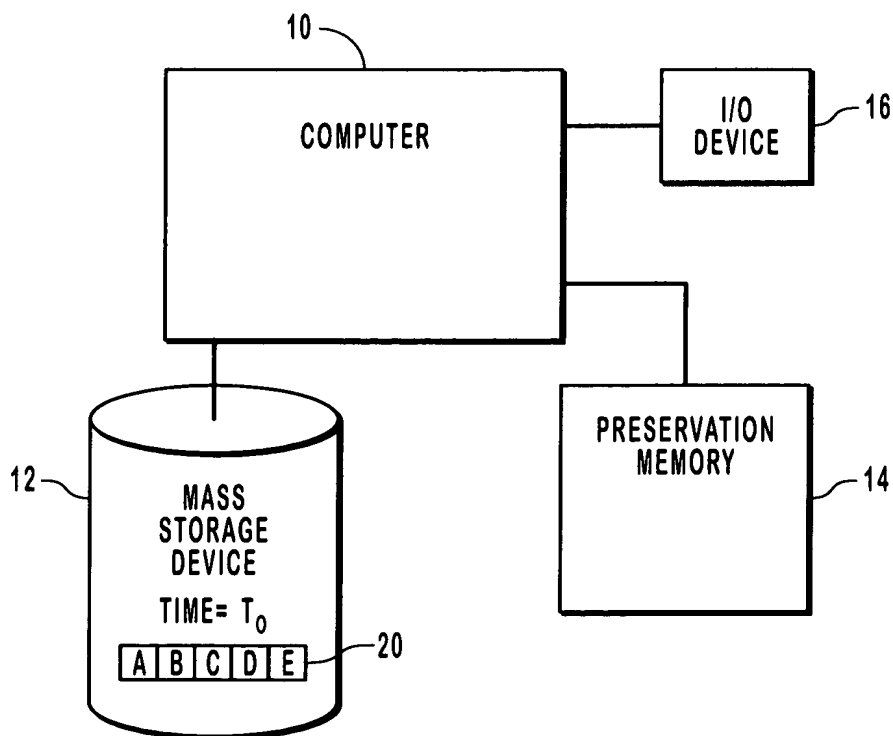 10
COMPUTER
I/O
DEVICE
16
PRESERVATION
MEMORY
14
12
MASS
STORAGE
DEVICE
TIME= T0
A B C D E
20